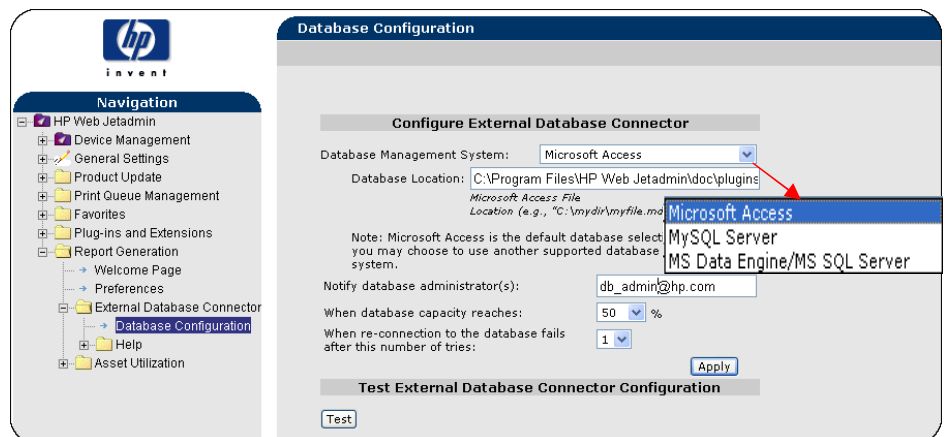 hp
invent
Navigation
HP Web Jetadmin
Device Management
General Settings
Product Update
Print Queue Management
Favorites
Plug-ins and Extensions
Report Generation
Welcome Page
Preferences
External Database Connector
Database Configuration
Help
Asset Utilization
Database Configuration
Configure External Database Connector
Database Management System: Microsoft Access
Database Location: C:\Program Files\HP Web Jetadmin\doc\plugins
Microsoft Access File
Location (e.g., "C:\mydir\myfile.md
Microsoft Access
MySQL Server
MS Data Engine/MS SQL Server
Note: Microsoft Access is the default database select
you may choose to use another supported database
system.
Notify database administrator(s): db_admin@hp.com
When database capacity reaches: 50 %
When re-connection to the database fails
after this number of tries: 1
Apply
Test External Database Connector Configuration
Test